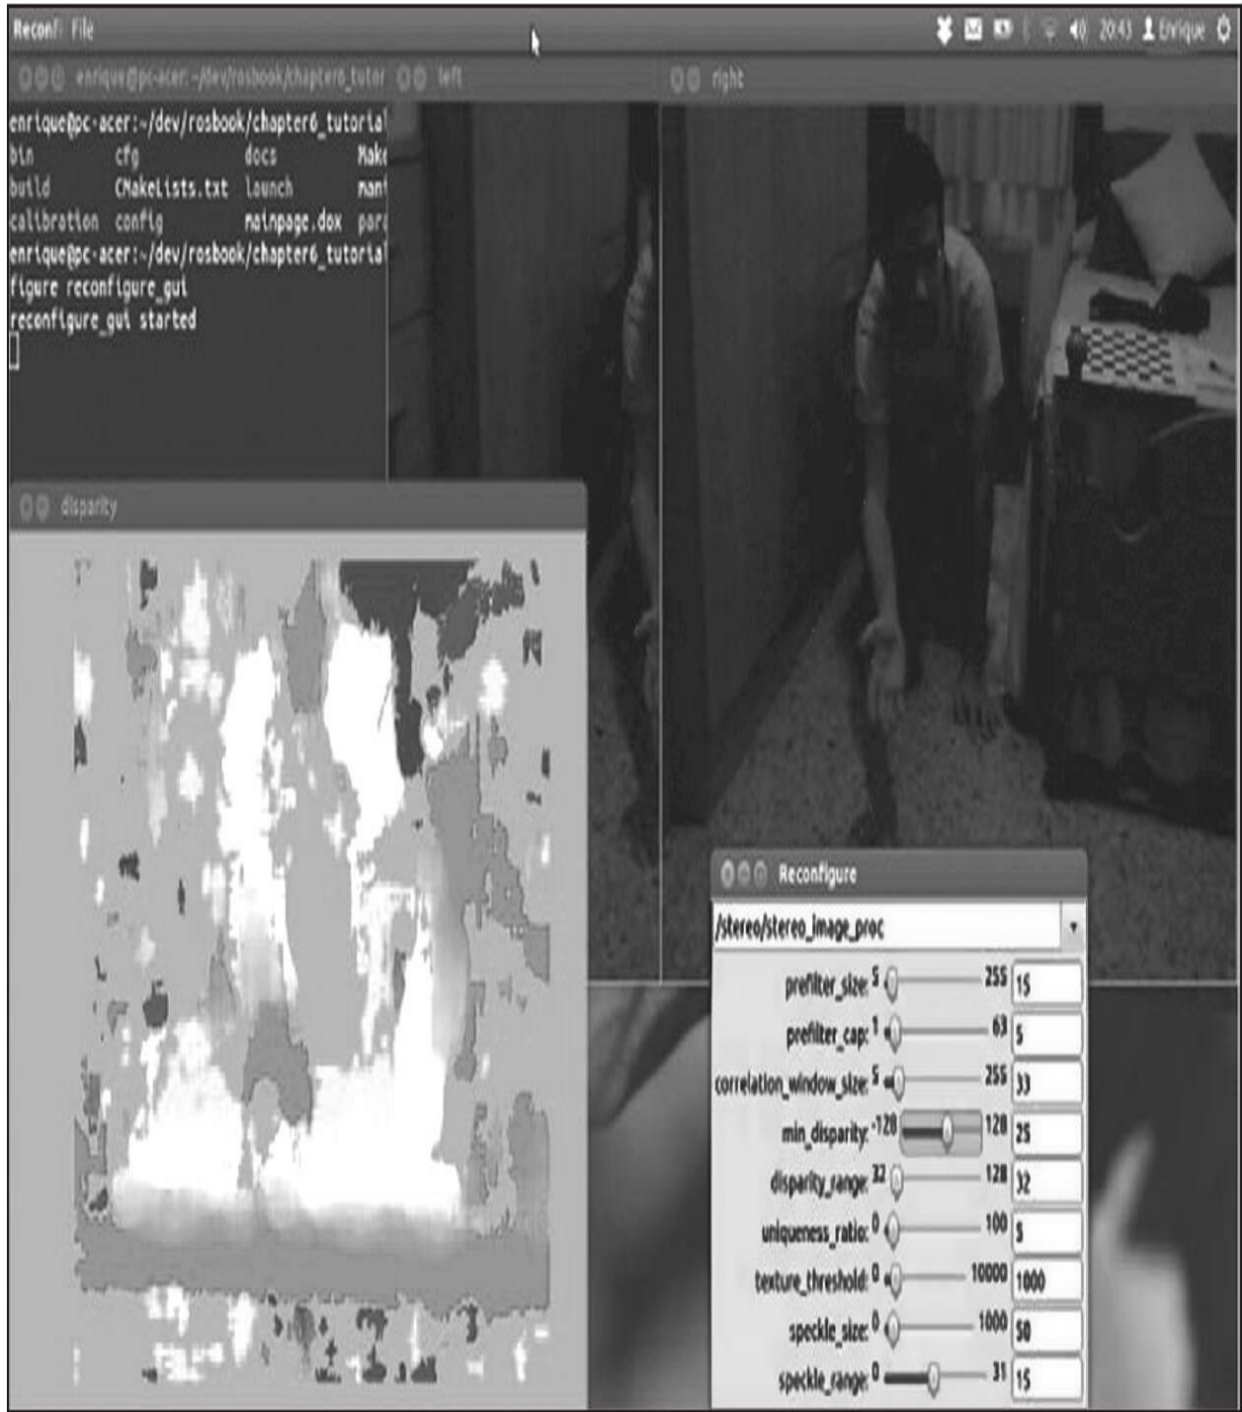 Reconfi File
20:43 Enrique
enrique@pc-acer: ~/dev/rosbook/chapter6_tutor
left
right
enrique@pc-acer:~/dev/rosbook/chapter6_tutorial
bin cfg docs Make
build CMakeLists.txt launch mani
calibration config mainpage.dox para
enrique@pc-acer:~/dev/rosbook/chapter6_tutorial
figure reconfigure_gui
reconfigure_gui started
disparity
Reconfigure
/stereo/stereo_image_proc
prefilter_size: 5 255 15
prefilter_cap: 1 63 5
correlation_window_size: 5 255 33
min_disparity: -128 128 25
disparity_range: 32 128 32
uniqueness_ratio: 0 100 5
texture_threshold: 0 10000 1000
speckle_size: 0 1000 50
speckle_range: 0 31 15